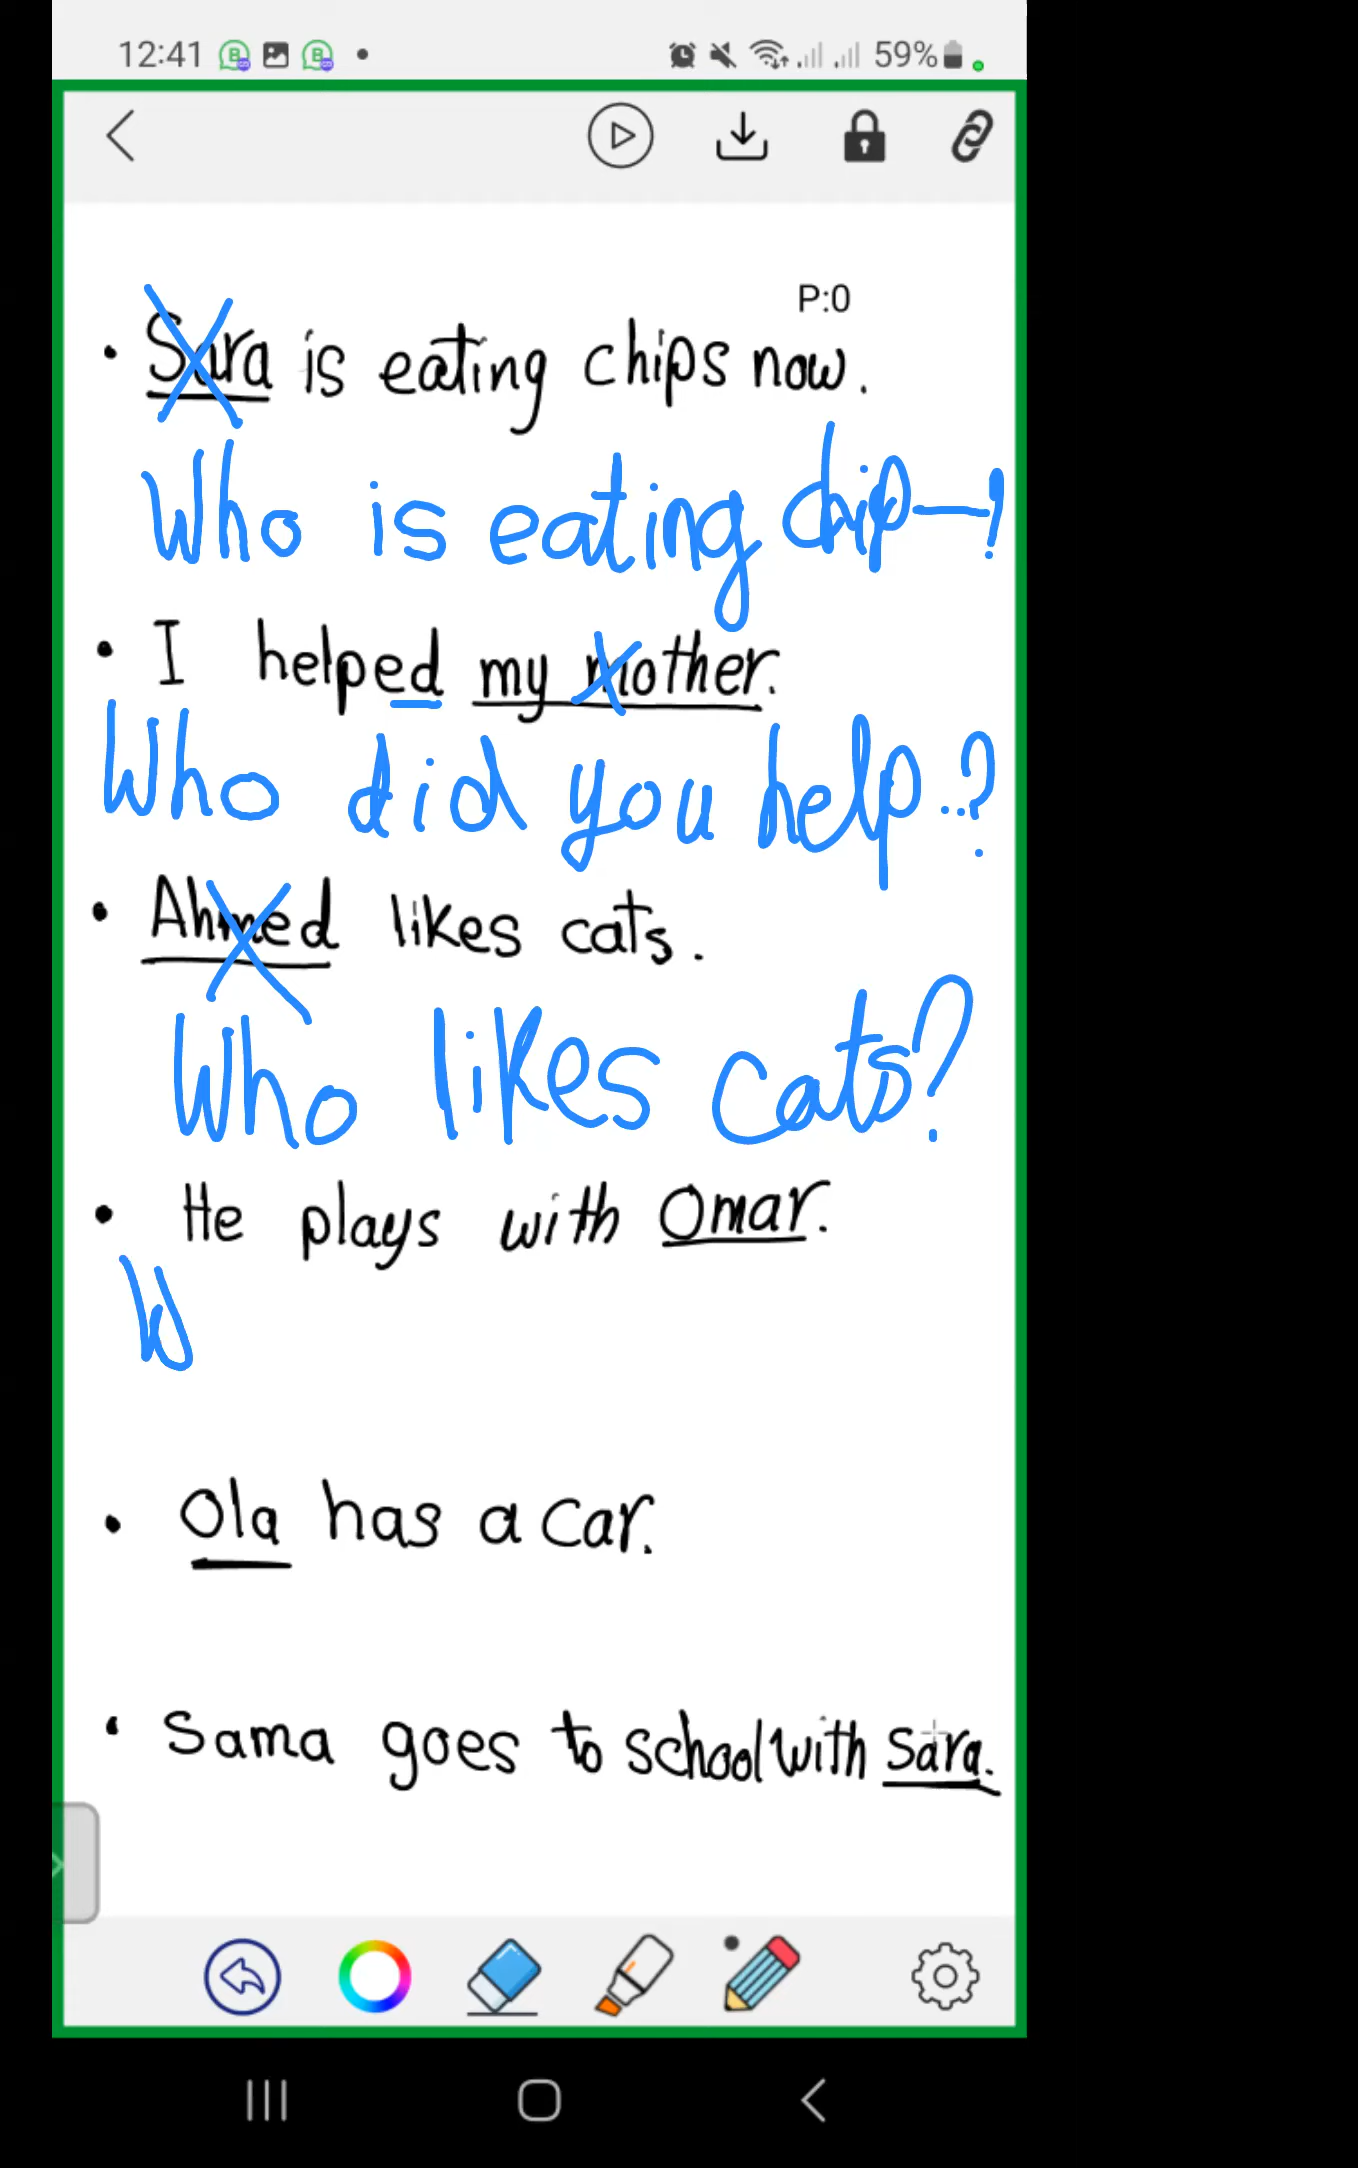 12:41 59%
P:0
• Sara is eating chips now.
Who is eating chip—?
• I helped my mother.
Who did you help..?
• Ahmed likes cats.
Who likes cats?
• He plays with Omar.
W
• Ola has a car.
• Sama goes to school with Sara.